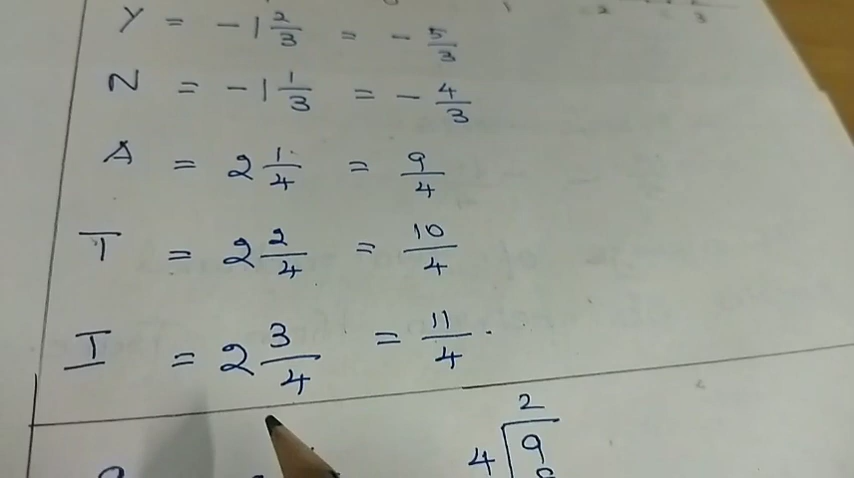 Y = -1 2/3 = - 5/3
N = -1 1/3 = - 4/3
A = 2 1/4 = 9/4
T = 2 2/4 = 10/4
I = 2 3/4 = 11/4.
2
4 9